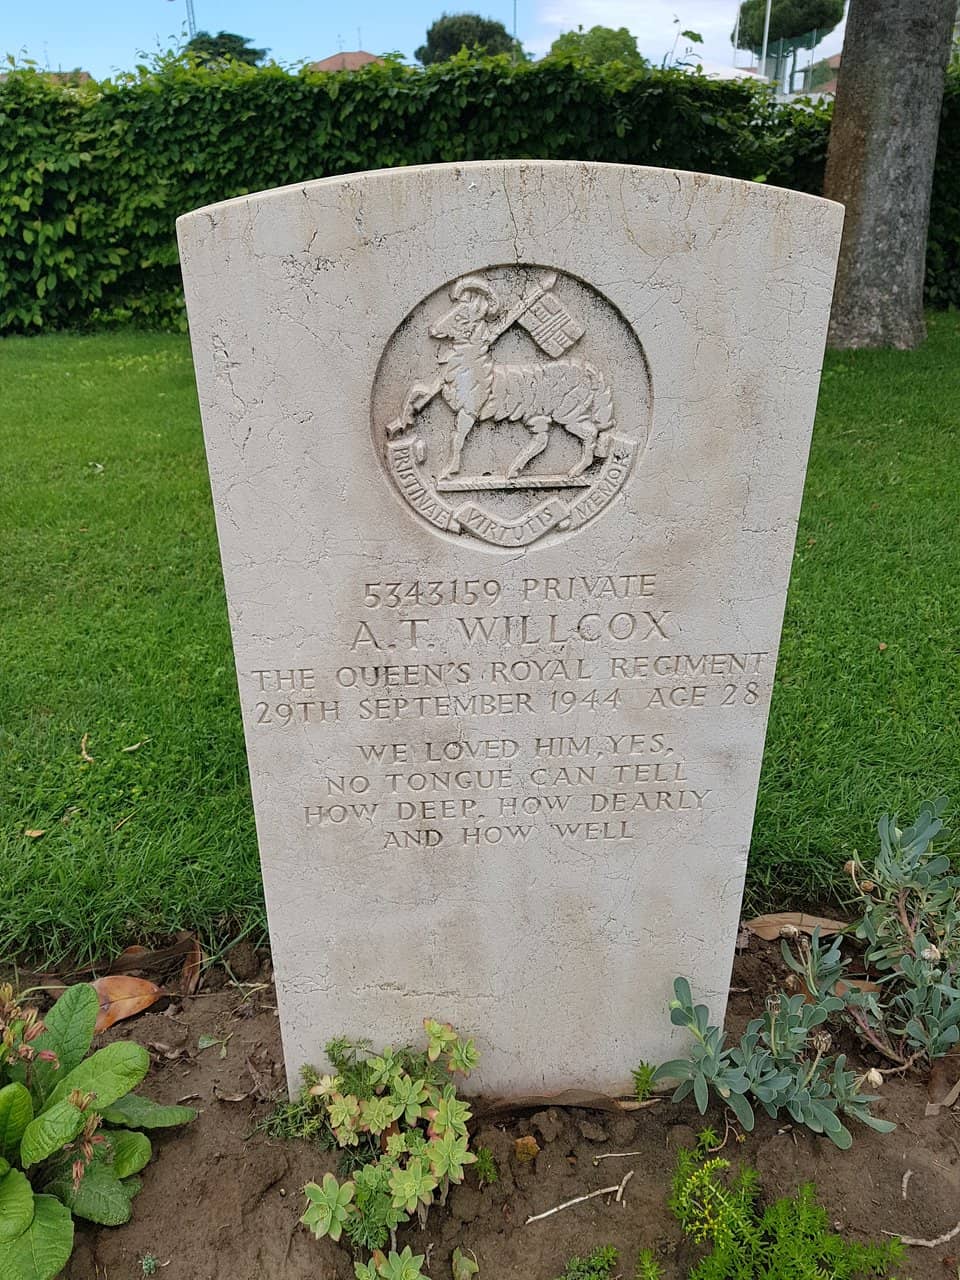 PRISTINAE VIRTUTIS MEMOR
5343159 PRIVATE
A.T. WILLCOX
THE QUEEN'S ROYAL REGIMENT
29TH SEPTEMBER 1944 AGE 28
WE LOVED HIM, YES,
NO TONGUE CAN TELL
HOW DEEP, HOW DEARLY
AND HOW WELL